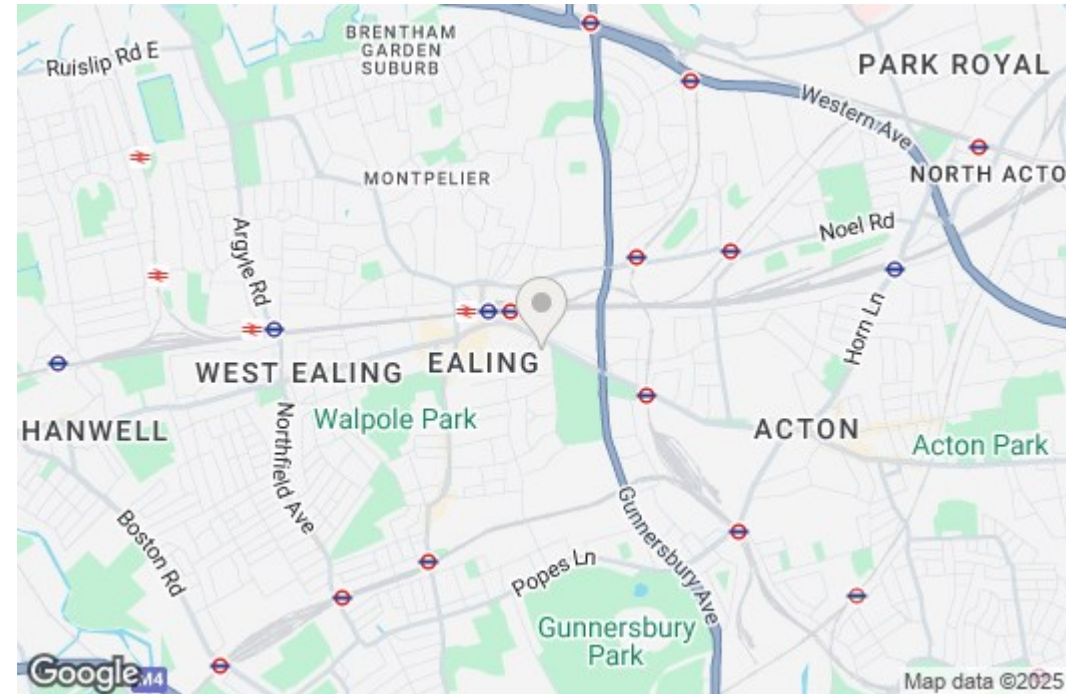 BRENTHAM
GARDEN
SUBURB
Ruislip Rd E
PARK ROYAL
Western Ave
MONTPELIER
NORTH ACTO
Argyle Rd
Noel Rd
Horn Ln
WEST EALING
EALING
HANWELL
Walpole Park
ACTON
Acton Park
Northfield Ave
Gunnersbury Ave
Boston Rd
Popes Ln
Gunnersbury
Park
Google
M4
Map data ©2025